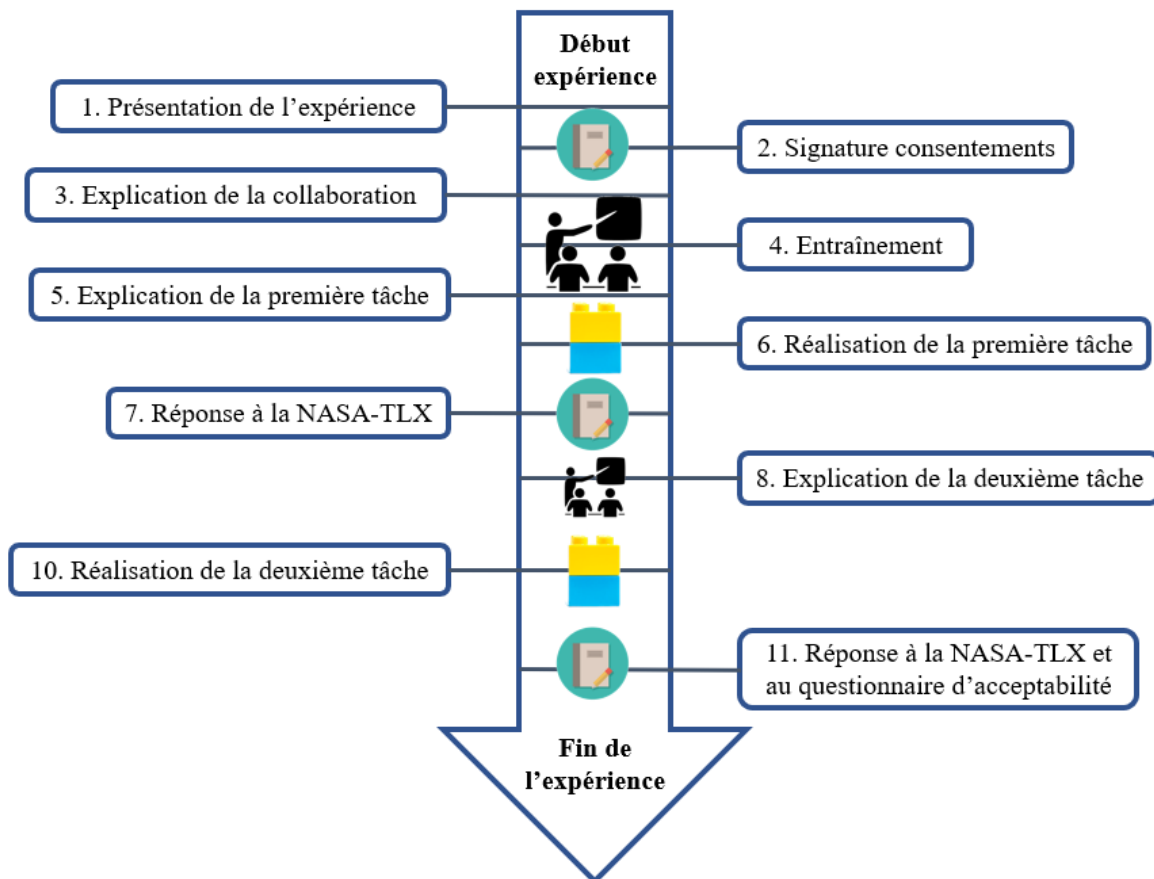 Début
expérience
1. Présentation de l’expérience
2. Signature consentements
3. Explication de la collaboration
4. Entraînement
5. Explication de la première tâche
6. Réalisation de la première tâche
7. Réponse à la NASA-TLX
8. Explication de la deuxième tâche
10. Réalisation de la deuxième tâche
11. Réponse à la NASA-TLX et
au questionnaire d’acceptabilité
Fin de
l’expérience